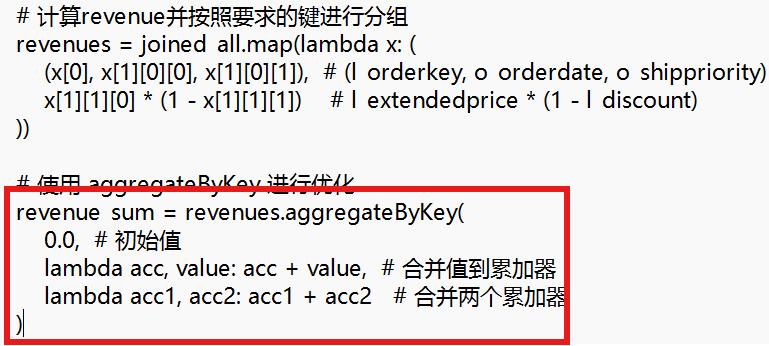 # 计算revenue并按照要求的键进行分组
revenues = joined all.map(lambda x: (
(x[0], x[1][0][0], x[1][0][1]), # (l orderkey, o orderdate, o shippriority)
x[1][1][0] * (1 - x[1][1][1]) # l extendedprice * (1 - l discount)
))
# 使用 aggregateByKey 进行优化
revenue sum = revenues.aggregateByKey(
0.0, # 初始值
lambda acc, value: acc + value, # 合并值到累加器
lambda acc1, acc2: acc1 + acc2 # 合并两个累加器
)